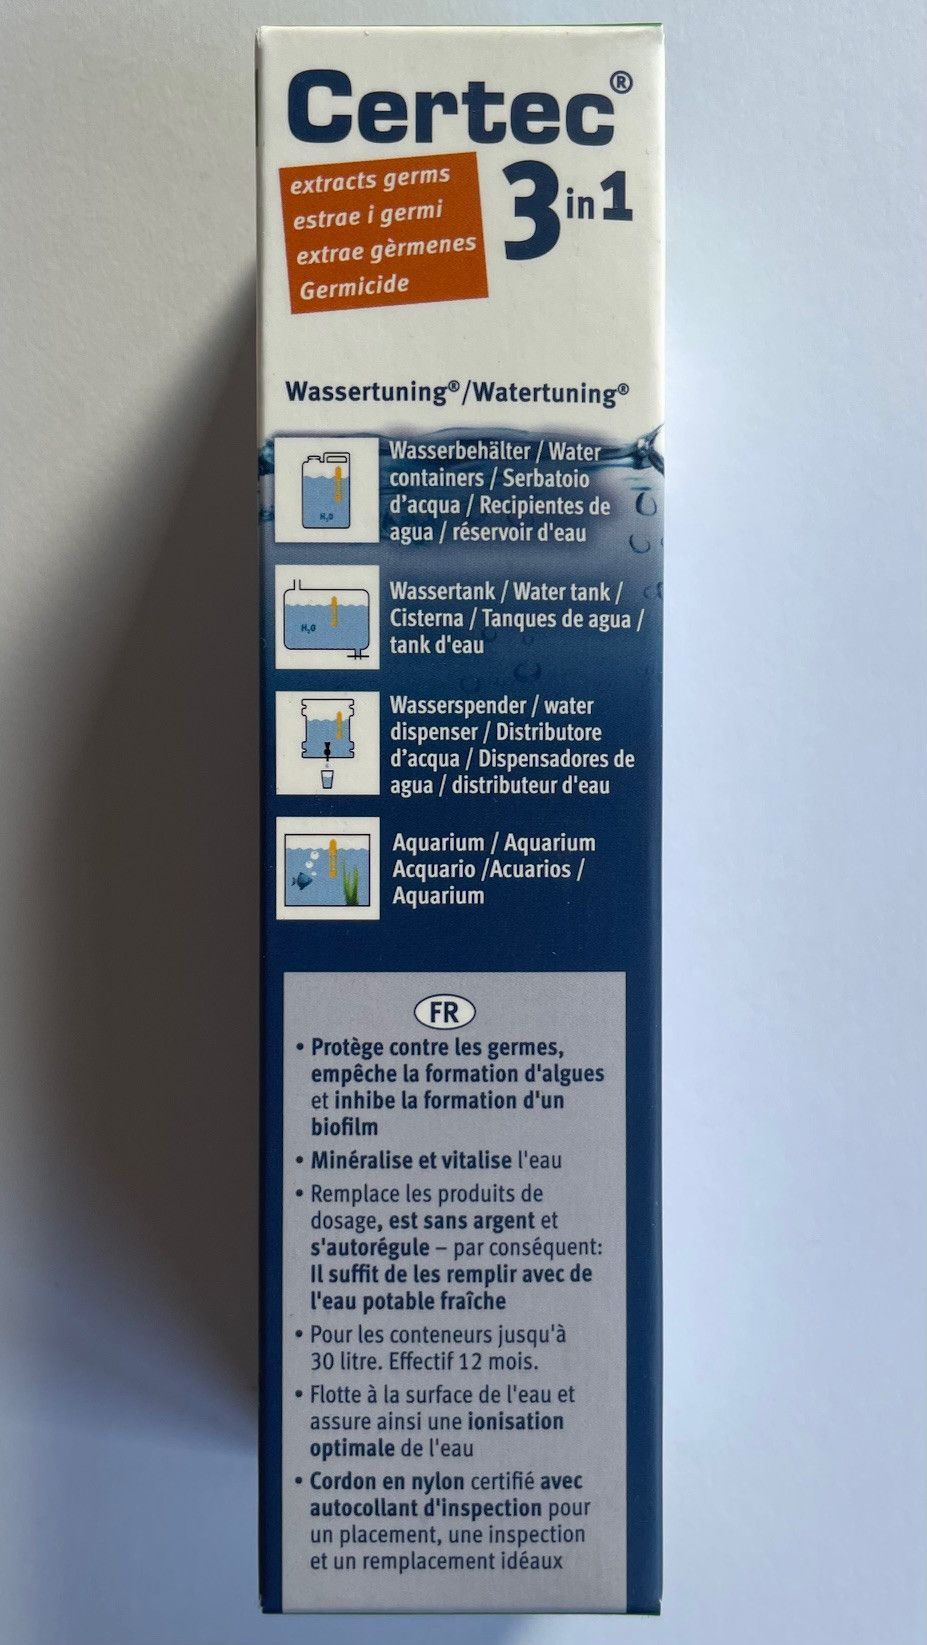 Certec®
3 in 1
extracts germs
estrae i germi
extrae gèrmenes
Germicide
Wassertuning®/Watertuning®
Wasserbehälter / Water
containers / Serbatoio
d'acqua / Recipientes de
agua / réservoir d'eau
H₂O
Wassertank / Water tank /
Cisterna / Tanques de agua /
tank d'eau
H₂O
Wasserspender / water
dispenser / Distributore
d'acqua / Dispensadores de
agua / distributeur d'eau
Aquarium / Aquarium
Acquario /Acuarios /
Aquarium
FR
• Protège contre les germes,
empêche la formation d'algues
et inhibe la formation d'un
biofilm
• Minéralise et vitalise l'eau
• Remplace les produits de
dosage, est sans argent et
s'autorégule – par conséquent:
Il suffit de les remplir avec de
l'eau potable fraîche
• Pour les conteneurs jusqu'à
30 litre. Effectif 12 mois.
• Flotte à la surface de l'eau et
assure ainsi une ionisation
optimale de l'eau
• Cordon en nylon certifié avec
autocollant d'inspection pour
un placement, une inspection
et un remplacement idéaux